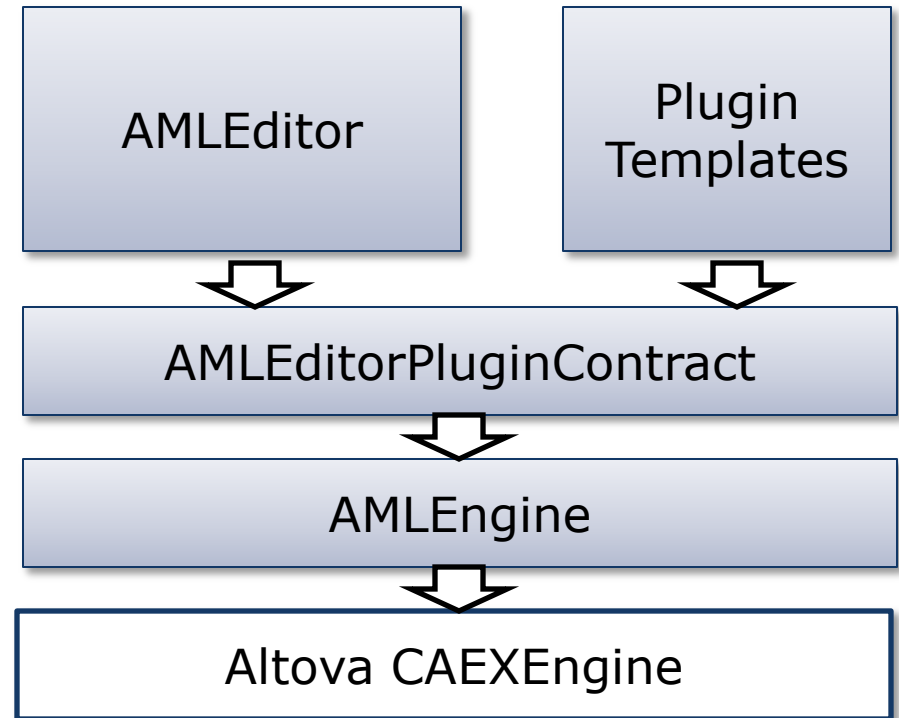 AMLEditor
Plugin
Templates
AMLEditorPluginContract
AMLEngine
Altova CAEXEngine